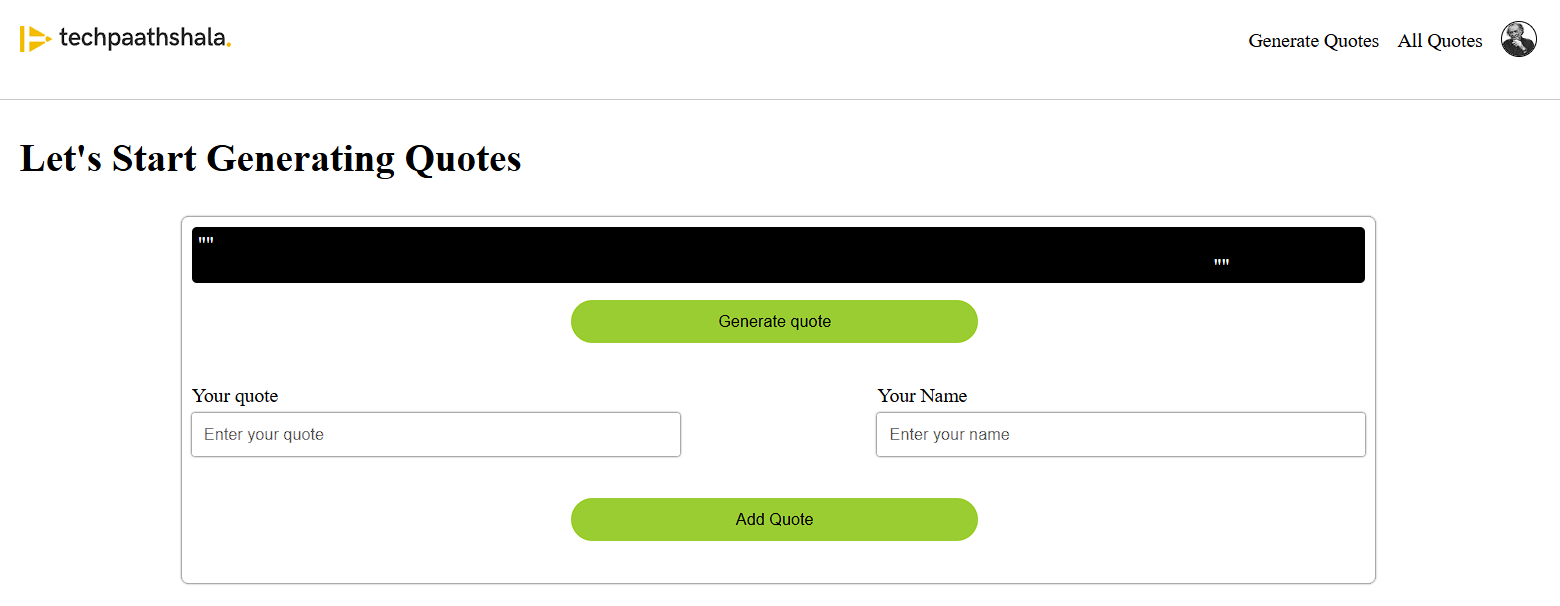 techpaathshala.
Generate Quotes All Quotes
Let's Start Generating Quotes
""
""
Generate quote
Your quote Your Name
Enter your quote Enter your name
Add Quote